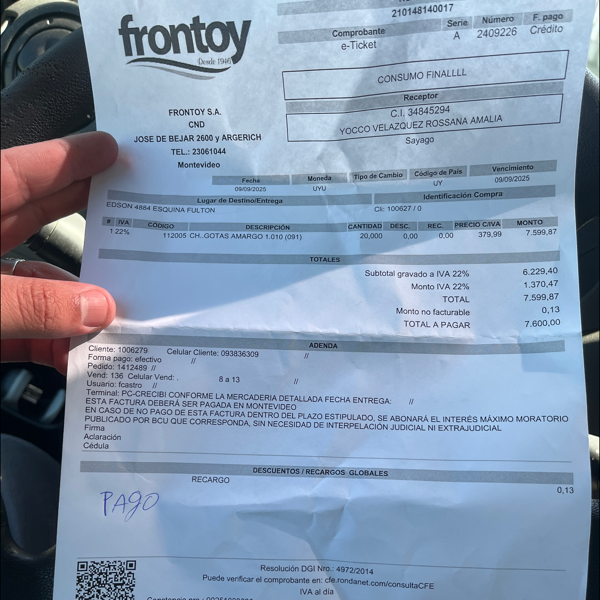 frontoy
Desde 1946
210148140017
Comprobante Serie Número F. pago
e-Ticket A 2409226 Crédito
CONSUMO FINALLLL
Receptor
C.I. 34845294
YOCCO VELAZQUEZ ROSSANA AMALIA
Sayago
FRONTOY S.A.
CND
JOSE DE BEJAR 2600 y ARGERICH
TEL.: 23061044
Montevideo
Fecha Moneda Tipo de Cambio Código de País Vencimiento
09/09/2025 UYU UY 09/09/2025
Lugar de Destino/Entrega Identificación Compra
EDSON 4884 ESQUINA FULTON Cli: 100627 / 0
# IVA CÓDIGO DESCRIPCIÓN CANTIDAD DESC. REC. PRECIO C/IVA MONTO
1 22% 112005 CH..GOTAS AMARGO 1.010 (091) 20,000 0,00 0,00 379,99 7.599,87
TOTALES
Subtotal gravado a IVA 22% 6.229,40
Monto IVA 22% 1.370,47
TOTAL 7.599,87
Monto no facturable 0,13
TOTAL A PAGAR 7.600,00
ADENDA
Cliente: 1006279 Celular Cliente: 093836309 //
Forma pago: efectivo //
Pedido: 1412489 //
Vend: 136 Celular Vend: . 8 a 13 //
Usuario: fcastro //
Terminal: PC-CRECIBI CONFORME LA MERCADERIA DETALLADA FECHA ENTREGA: //
ESTA FACTURA DEBERÁ SER PAGADA EN MONTEVIDEO
EN CASO DE NO PAGO DE ESTA FACTURA DENTRO DEL PLAZO ESTIPULADO, SE ABONARÁ EL INTERÉS MÁXIMO MORATORIO
PUBLICADO POR BCU QUE CORRESPONDA, SIN NECESIDAD DE INTERPELACIÓN JUDICIAL NI EXTRAJUDICIAL
Firma
Aclaración
Cédula
DESCUENTOS / RECARGOS GLOBALES
RECARGO 0,13
PAGO
Resolución DGI Nro.: 4972/2014
Puede verificar el comprobante en: cfe.rondanet.com/consultaCFE
IVA al día